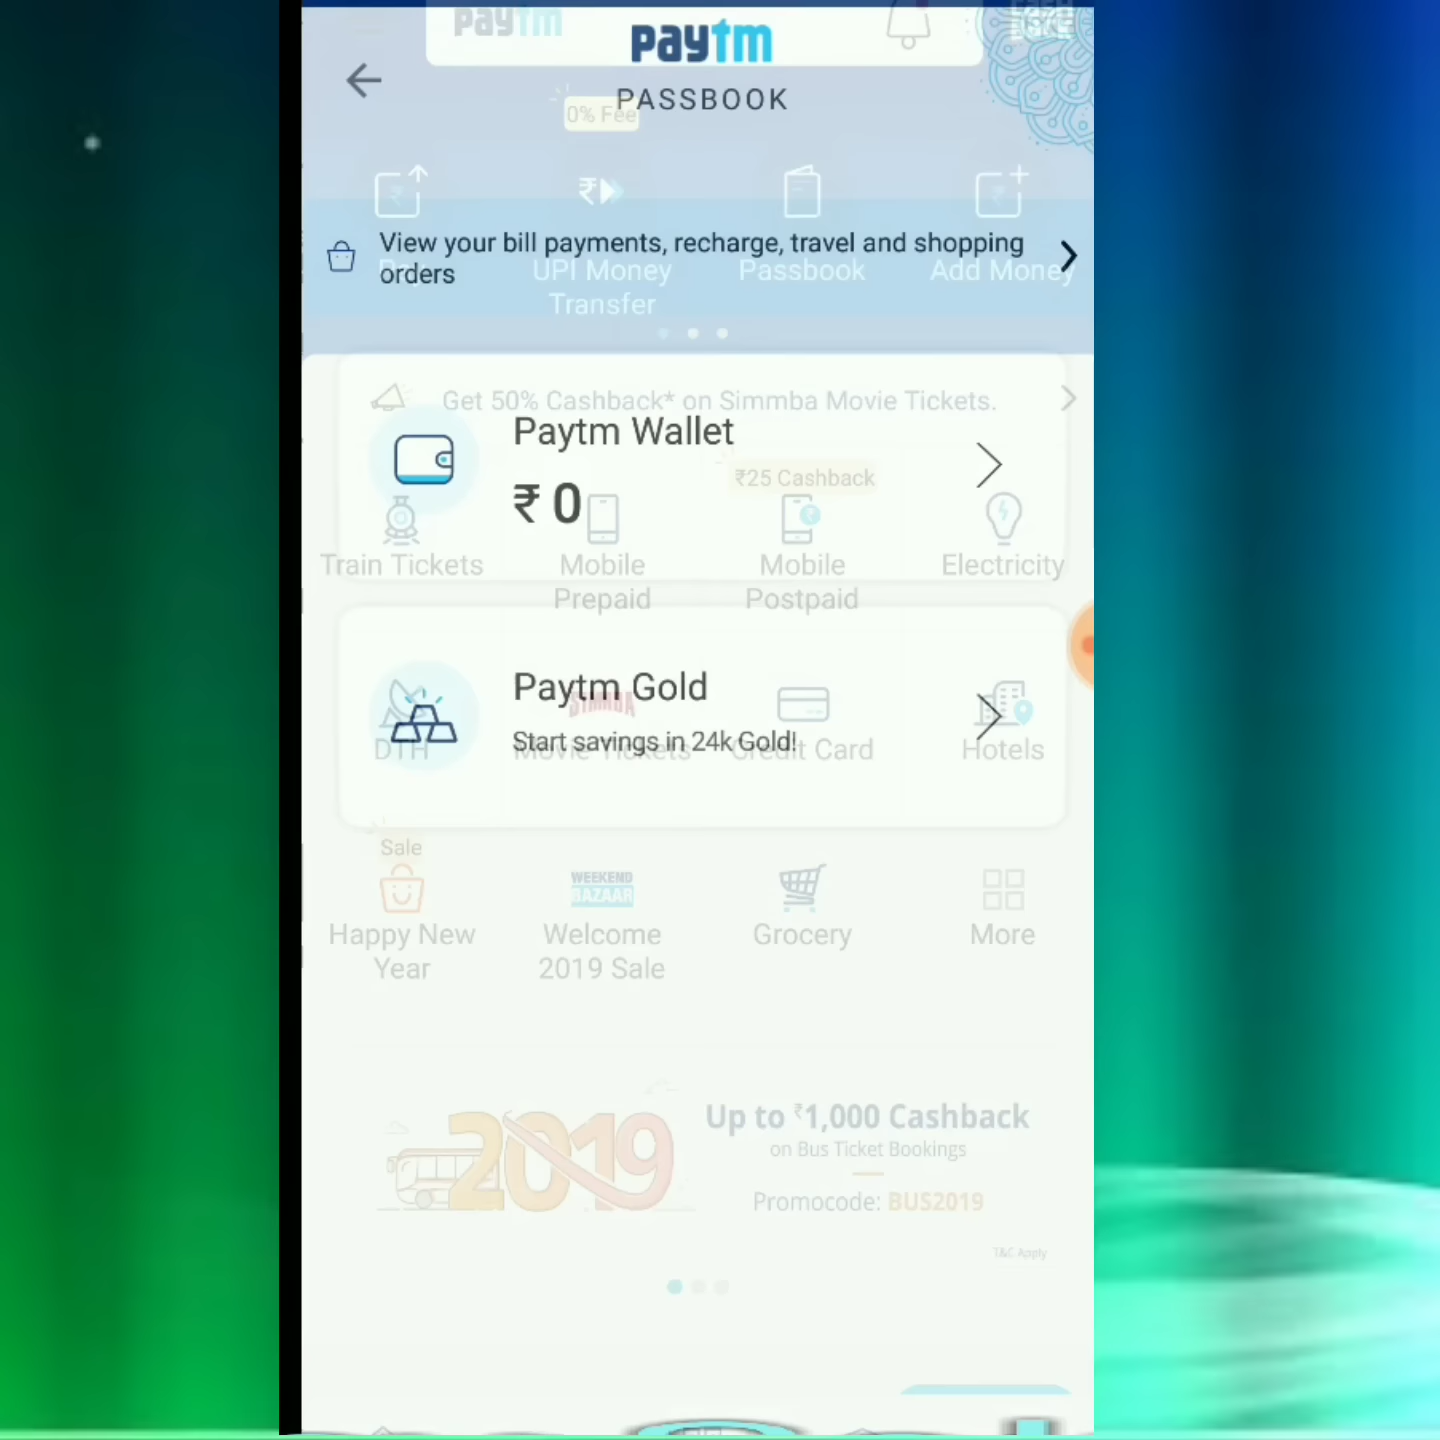 paytm
paytm
PASSBOOK
0% Fee
View your bill payments, recharge, travel and shopping
orders
UPI Money
Transfer
Passbook
Add Money
Get 50% Cashback* on Simmba Movie Tickets.
Paytm Wallet
₹ 0
₹25 Cashback
Train Tickets
Mobile
Prepaid
Mobile
Postpaid
Electricity
Paytm Gold
SIMMBA
Start savings in 24k Gold!
DTH
Movie Tickets
Credit Card
Hotels
Sale
WEEKEND
BAZAAR
Happy New
Year
Welcome
2019 Sale
Grocery
More
2019
Up to ₹1,000 Cashback
on Bus Ticket Bookings
Promocode: BUS2019
T&C Apply